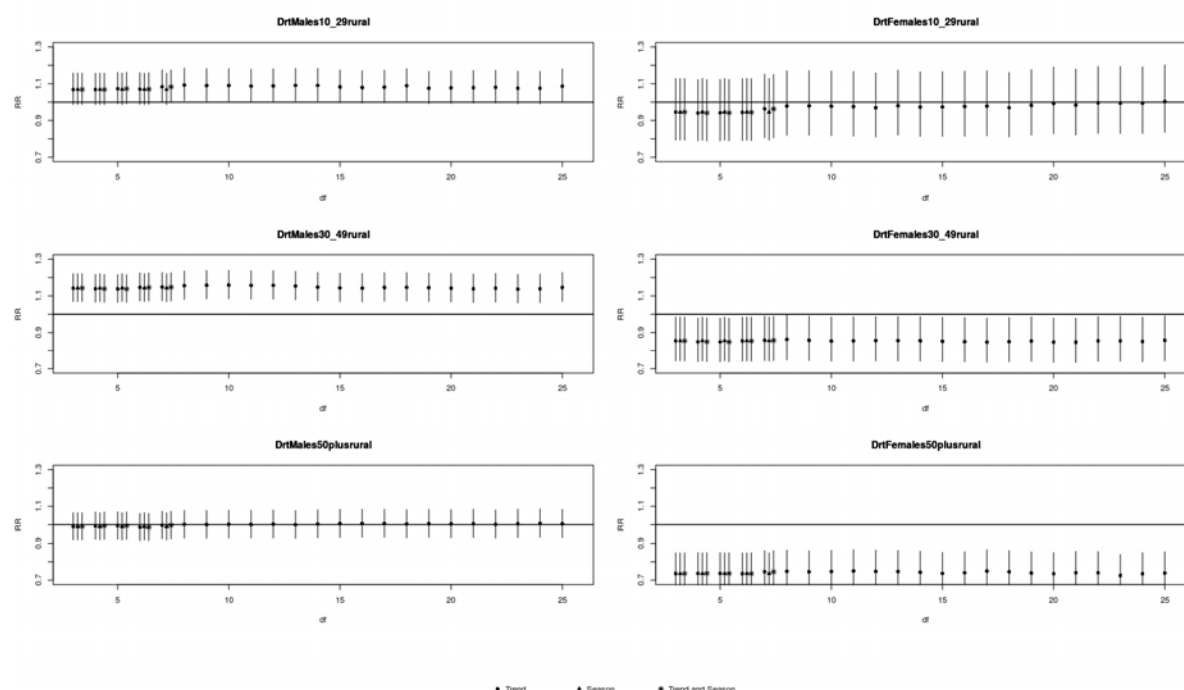 DrtMales10_29rural
DrtFemales10_29rural
RR
0.7 0.9 1.1 1.3
5 10 15 20 25
df
RR
0.7 0.9 1.1 1.3
5 10 15 20 25
df
DrtMales30_49rural
DrtFemales30_49rural
RR
0.7 0.9 1.1 1.3
5 10 15 20 25
df
RR
0.7 0.9 1.1 1.3
5 10 15 20 25
df
DrtMales50plusrural
DrtFemales50plusrural
RR
0.7 0.9 1.1 1.3
5 10 15 20 25
df
RR
0.7 0.9 1.1 1.3
5 10 15 20 25
df
Trend Season Trend and Season